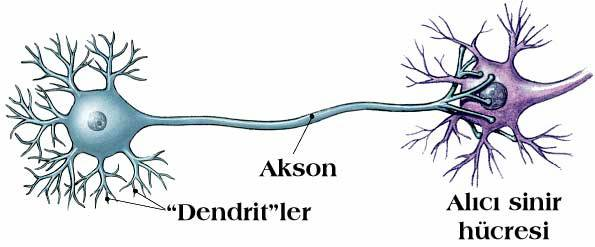 Akson
“Dendrit”ler
Alıcı sinir
hücresi